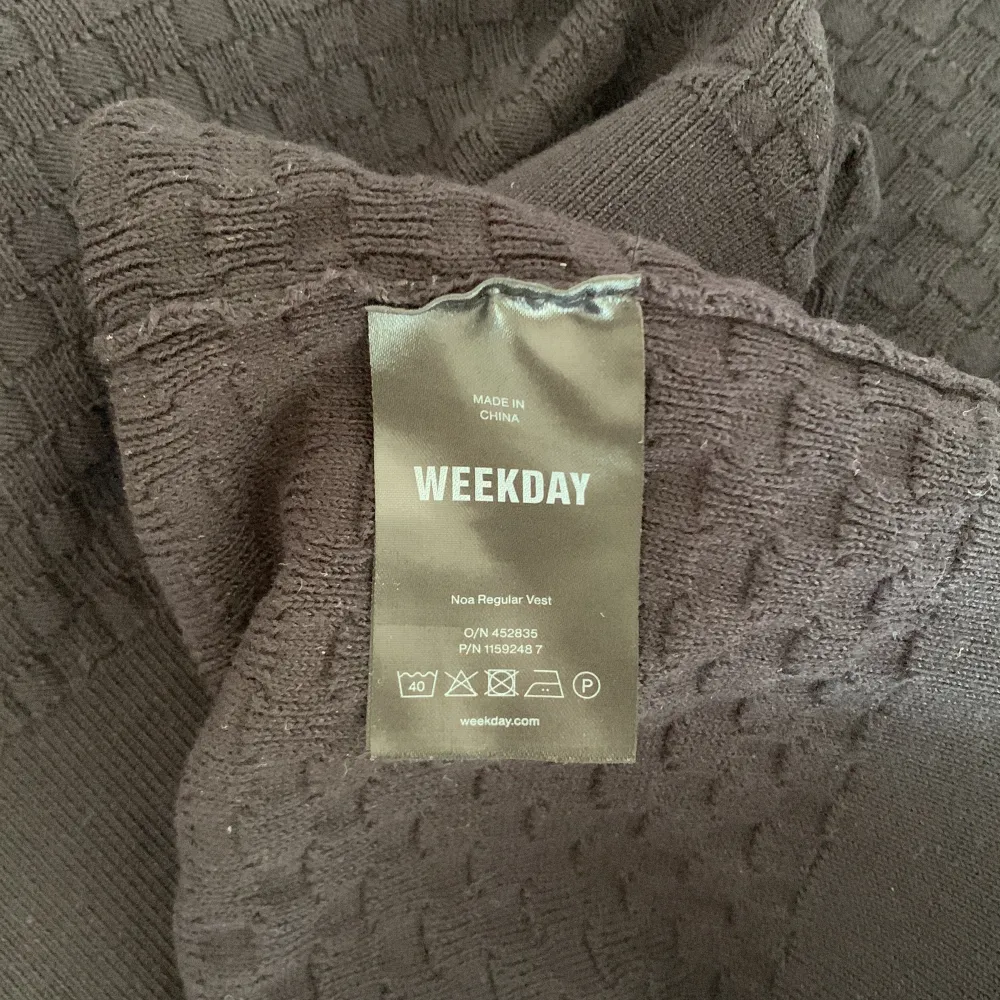 MADE IN
CHINA
WEEKDAY
Noa Regular Vest
O/N 452835
P/N 1159248 7
40 P
weekday.com